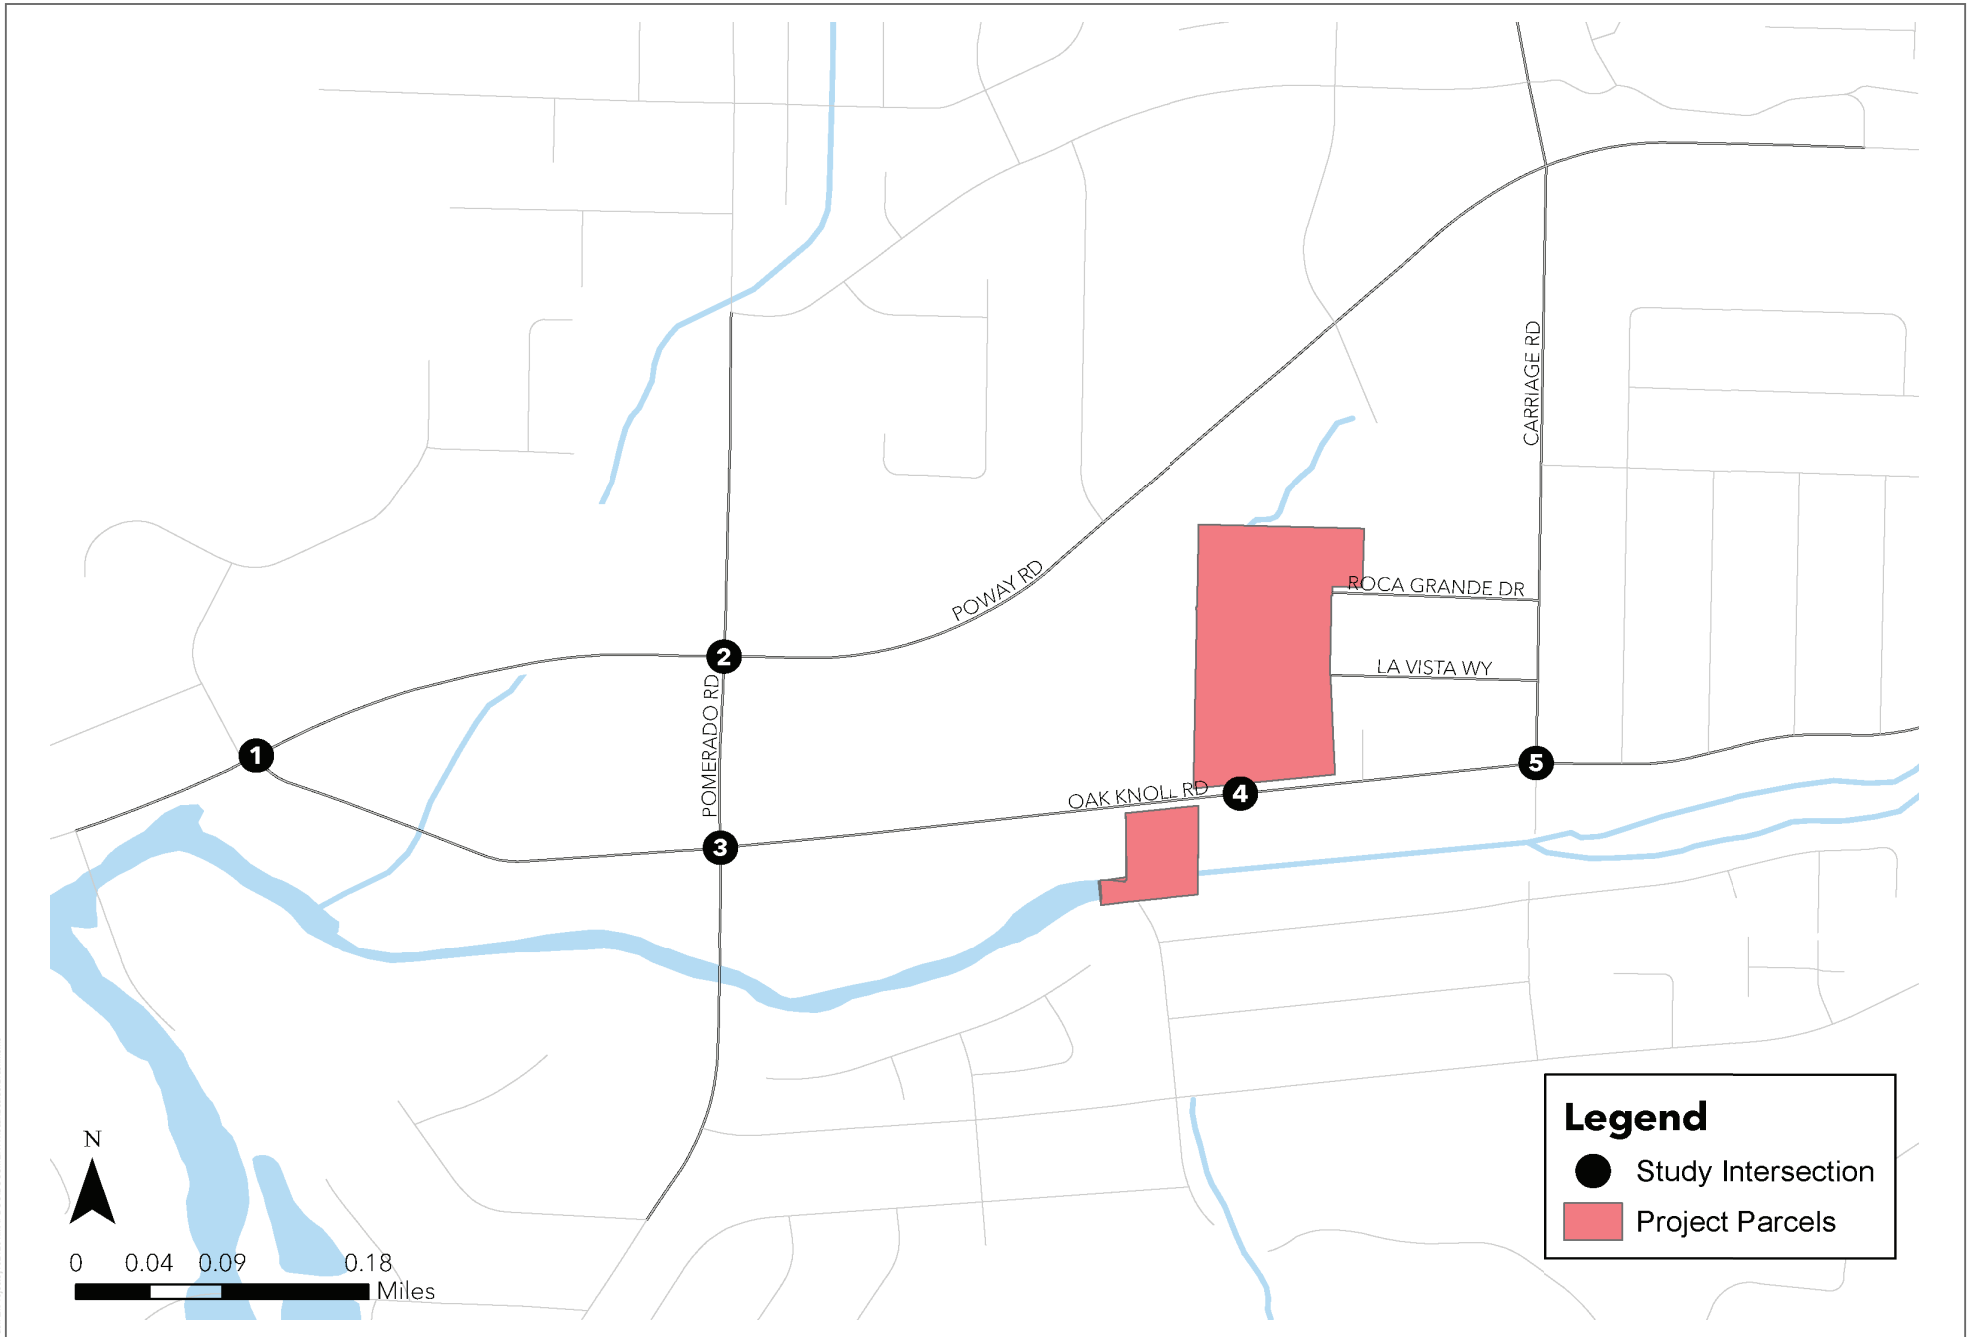 CARRIAGE RD
POWAY RD
ROCA GRANDE DR
2
LA VISTA WY
POMERADO RD
1
5
OAK KNOLL RD
4
3
Legend
Study Intersection
Project Parcels
N
0 0.04 0.09 0.18
Miles